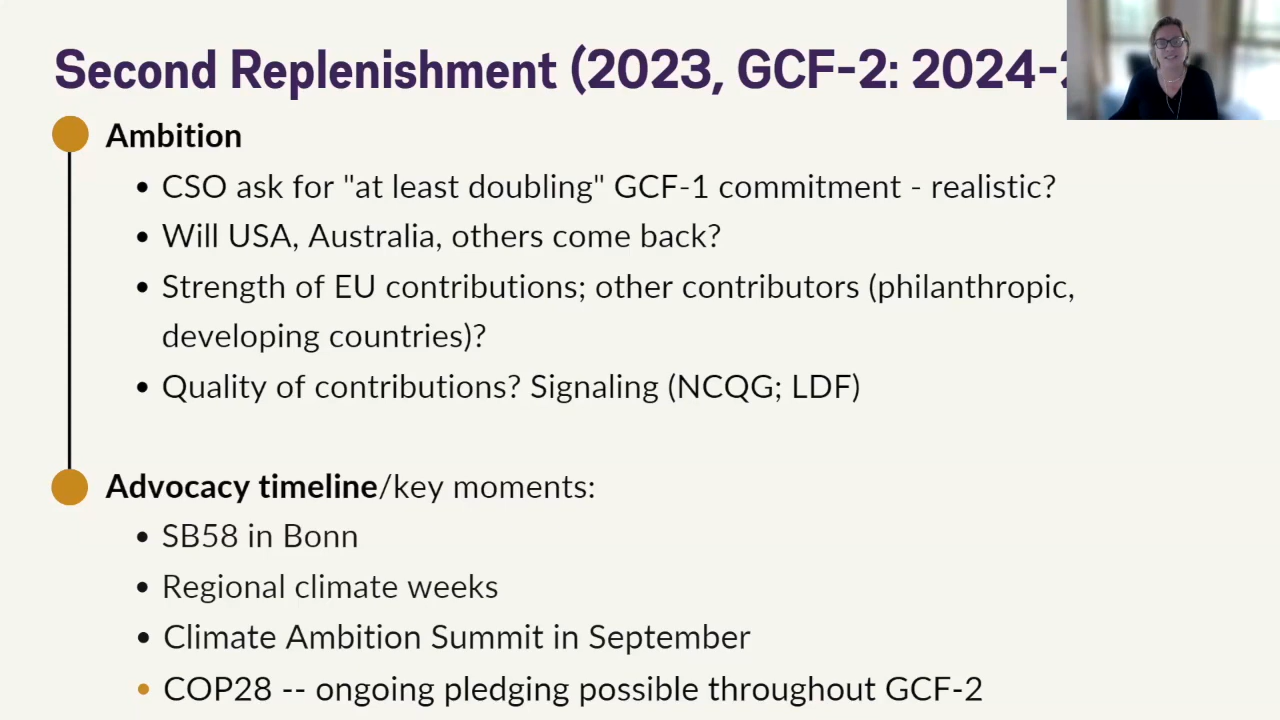 Second Replenishment (2023, GCF-2: 2024-
Ambition
• CSO ask for "at least doubling" GCF-1 commitment - realistic?
• Will USA, Australia, others come back?
• Strength of EU contributions; other contributors (philanthropic,
developing countries)?
• Quality of contributions? Signaling (NCQG; LDF)
Advocacy timeline/key moments:
• SB58 in Bonn
• Regional climate weeks
• Climate Ambition Summit in September
• COP28 -- ongoing pledging possible throughout GCF-2